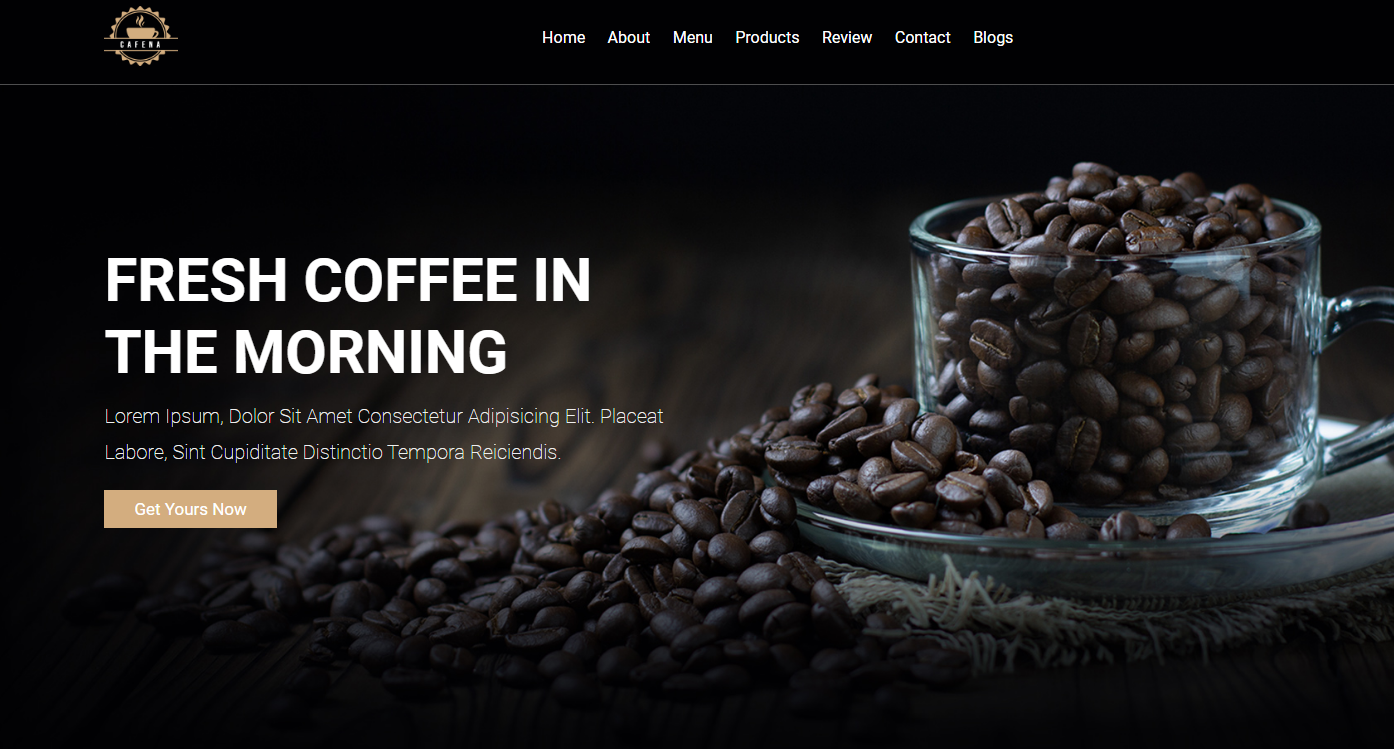 CAFENA
Home About Menu Products Review Contact Blogs
FRESH COFFEE IN
THE MORNING
Lorem Ipsum, Dolor Sit Amet Consectetur Adipisicing Elit. Placeat
Labore, Sint Cupiditate Distinctio Tempora Reiciendis.
Get Yours Now